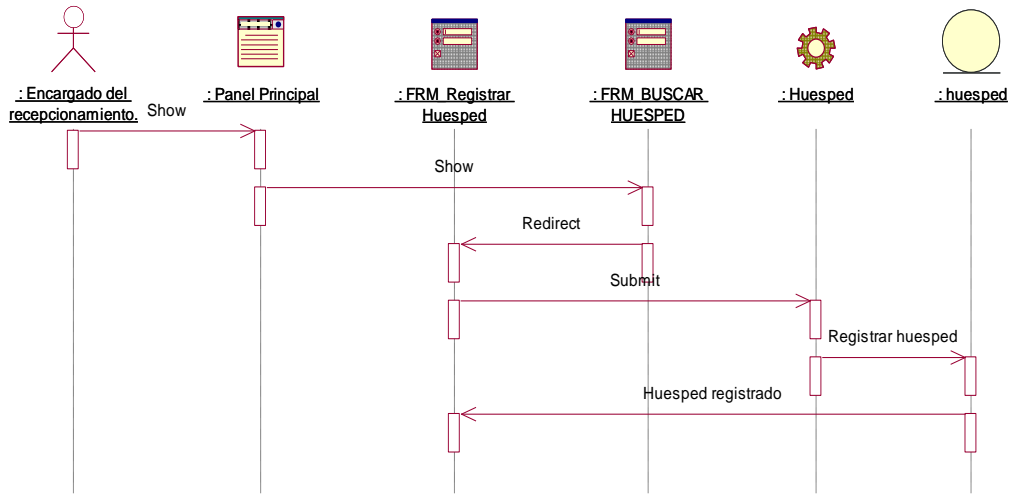 : Encargado del
recepcionamiento.
: Panel Principal
: FRM_Registrar
Huesped
: FRM_BUSCAR
HUESPED
: Huesped
: huesped
Show
Show
Redirect
Submit
Registrar huesped
Huesped registrado